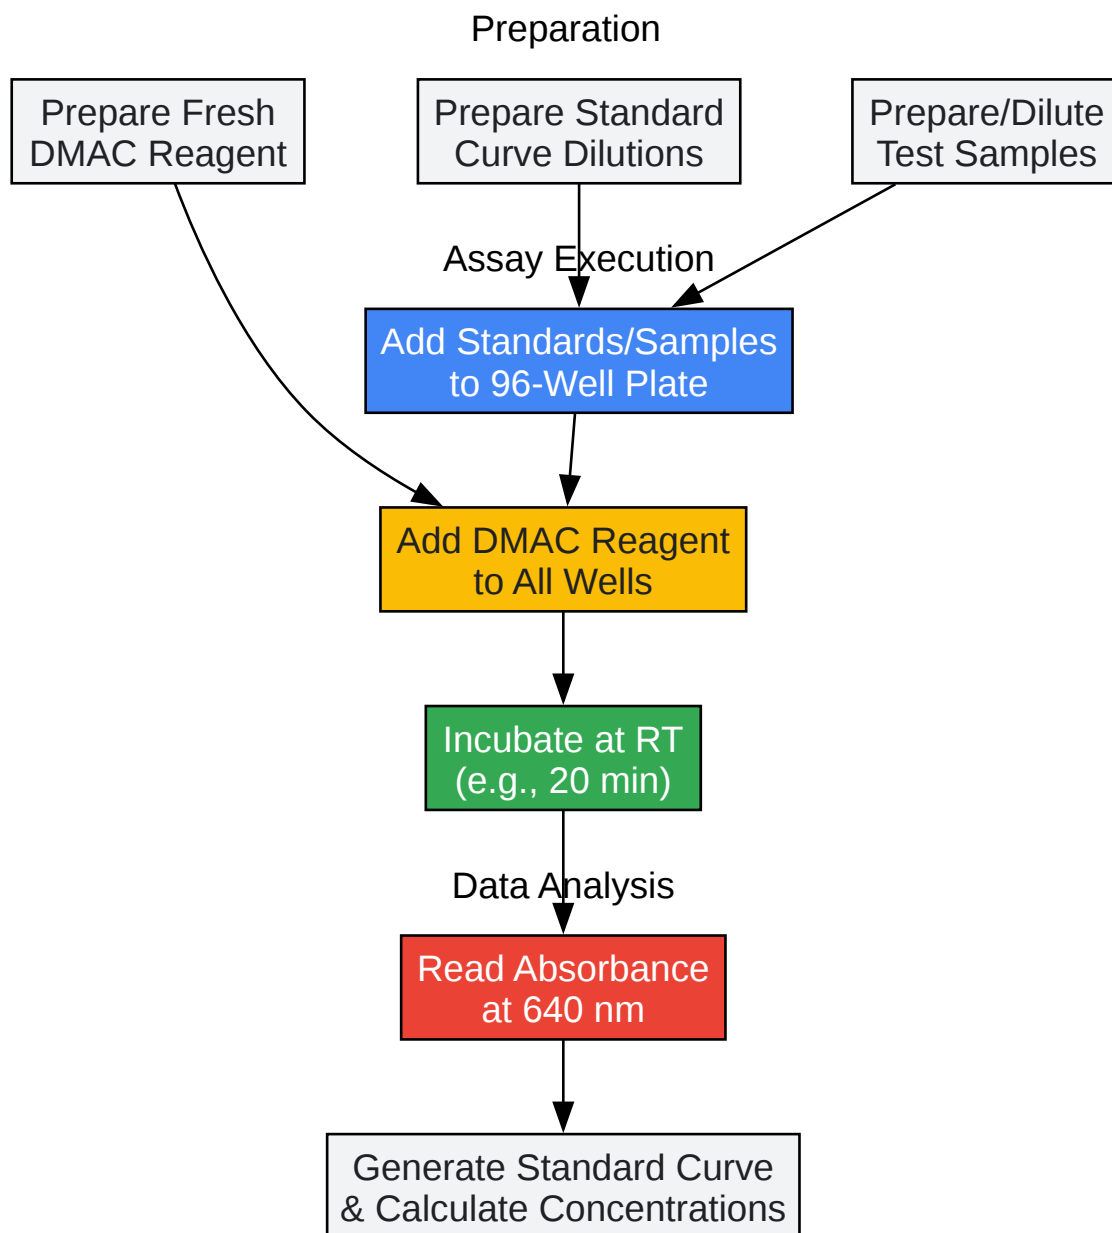 Preparation
Prepare Fresh
DMAC Reagent
Prepare Standard
Curve Dilutions
Prepare/Dilute
Test Samples
Assay Execution
Add Standards/Samples
to 96-Well Plate
Add DMAC Reagent
to All Wells
Incubate at RT
(e.g., 20 min)
Data Analysis
Read Absorbance
at 640 nm
Generate Standard Curve
& Calculate Concentrations